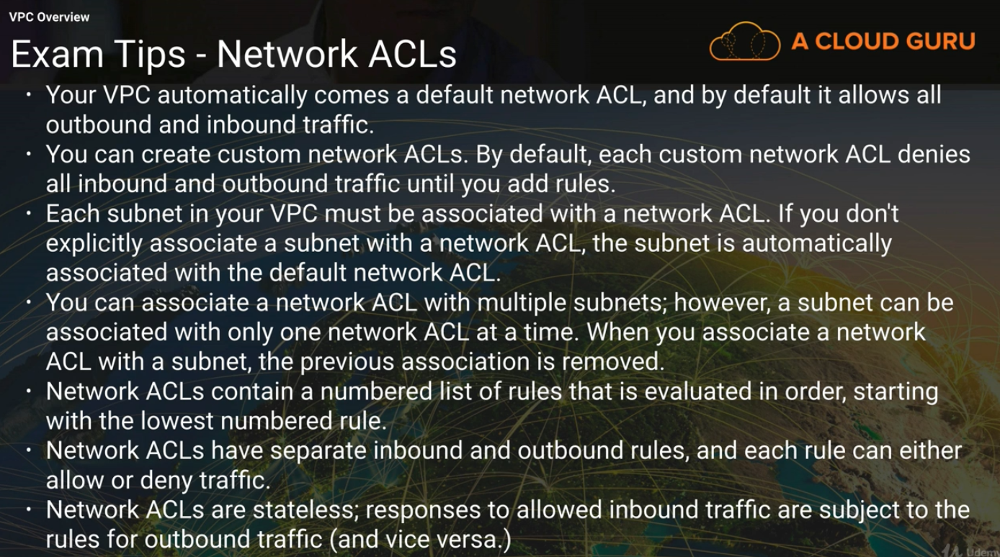 VPC Overview
Exam Tips - Network ACLs
A CLOUD GURU
• Your VPC automatically comes a default network ACL, and by default it allows all
outbound and inbound traffic.
• You can create custom network ACLs. By default, each custom network ACL denies
all inbound and outbound traffic until you add rules.
• Each subnet in your VPC must be associated with a network ACL. If you don't
explicitly associate a subnet with a network ACL, the subnet is automatically
associated with the default network ACL.
• You can associate a network ACL with multiple subnets; however, a subnet can be
associated with only one network ACL at a time. When you associate a network
ACL with a subnet, the previous association is removed.
• Network ACLs contain a numbered list of rules that is evaluated in order, starting
with the lowest numbered rule.
• Network ACLs have separate inbound and outbound rules, and each rule can either
allow or deny traffic.
• Network ACLs are stateless; responses to allowed inbound traffic are subject to the
rules for outbound traffic (and vice versa.)
Udemy